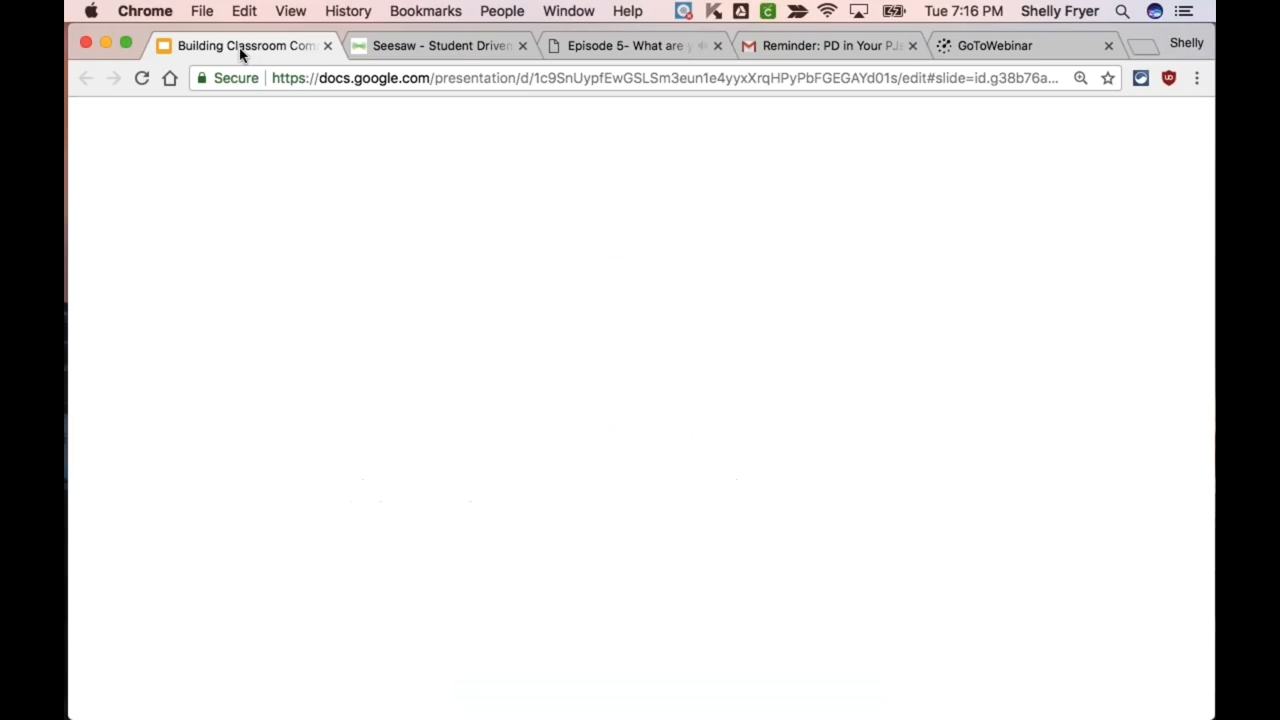 Chrome File Edit View History Bookmarks People Window Help Tue 7:16 PM Shelly Fryer
Building Classroom Com Seesaw - Student Driven Episode 5- What are Reminder: PD in Your PJs GoToWebinar Shelly
Secure https://docs.google.com/presentation/d/1c9SnUypfEwGSLSm3eun1e4yyxXrqHPyPbFGEGAYd01s/edit#slide=id.g38b76a...